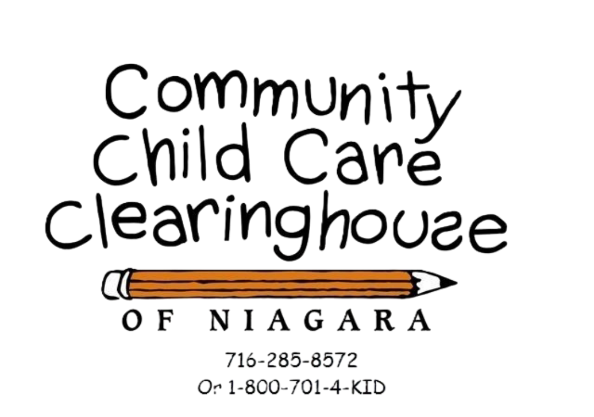 Community
Child Care
Clearinghouse
OF NIAGARA
716-285-8572
Or 1-800-701-4-KID